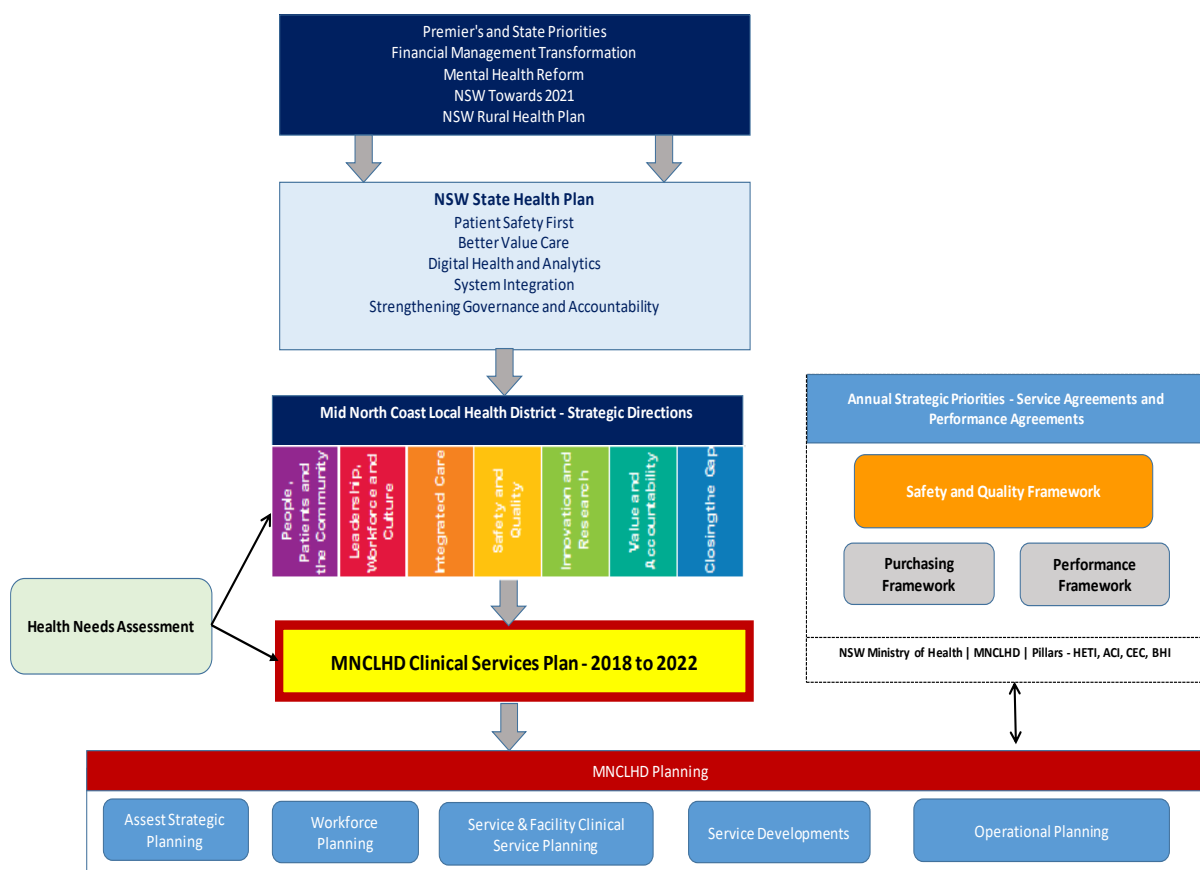 Premier's and State Priorities
Financial Management Transformation
Mental Health Reform
NSW Towards 2021
NSW Rural Health Plan
NSW State Health Plan
Patient Safety First
Better Value Care
Digital Health and Analytics
System Integration
Strengthening Governance and Accountability
Mid North Coast Local Health District - Strategic Directions
People,
Patients and
the Community
Leadership,
Workforce and
Culture
Integrated Care
Safety and
Quality
Innovation and
Research
Value and
Accountability
Closingthe Gap
Annual Strategic Priorities - Service Agreements and
Performance Agreements
Safety and Quality Framework
Purchasing
Framework
Performance
Framework
NSW Ministry of Health | MNCLHD | Pillars - HETI, ACI, CEC, BHI
Health Needs Assessment
MNCLHD Clinical Services Plan - 2018 to 2022
MNCLHD Planning
Assest Strategic
Planning
Workforce
Planning
Service & Facility Clinical
Service Planning
Service Developments
Operational Planning